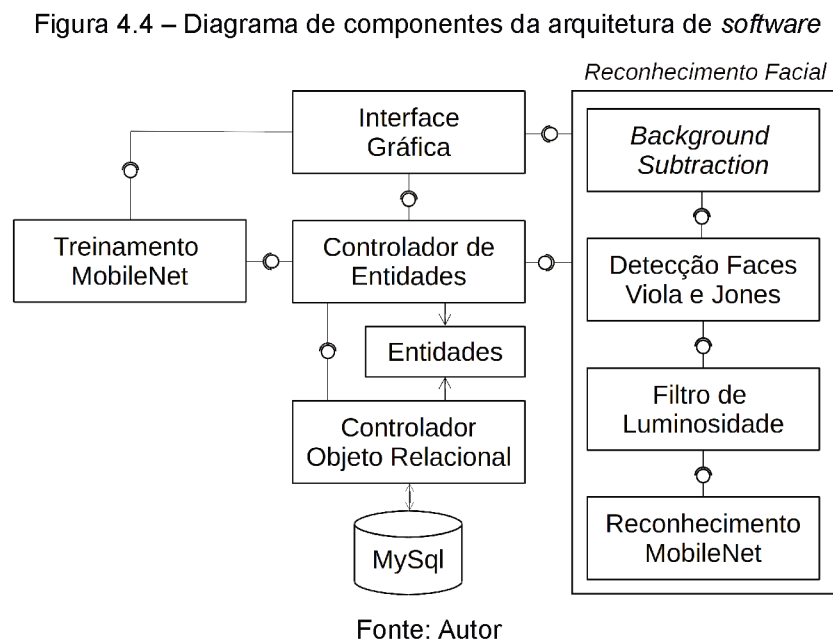 Figura 4.4 – Diagrama de componentes da arquitetura de software
Reconhecimento Facial
Interface
Gráfica
Background
Subtraction
Treinamento
MobileNet
Controlador de
Entidades
Detecção Faces
Viola e Jones
Entidades
Filtro de
Luminosidade
Controlador
Objeto Relacional
Reconhecimento
MobileNet
MySql
Fonte: Autor